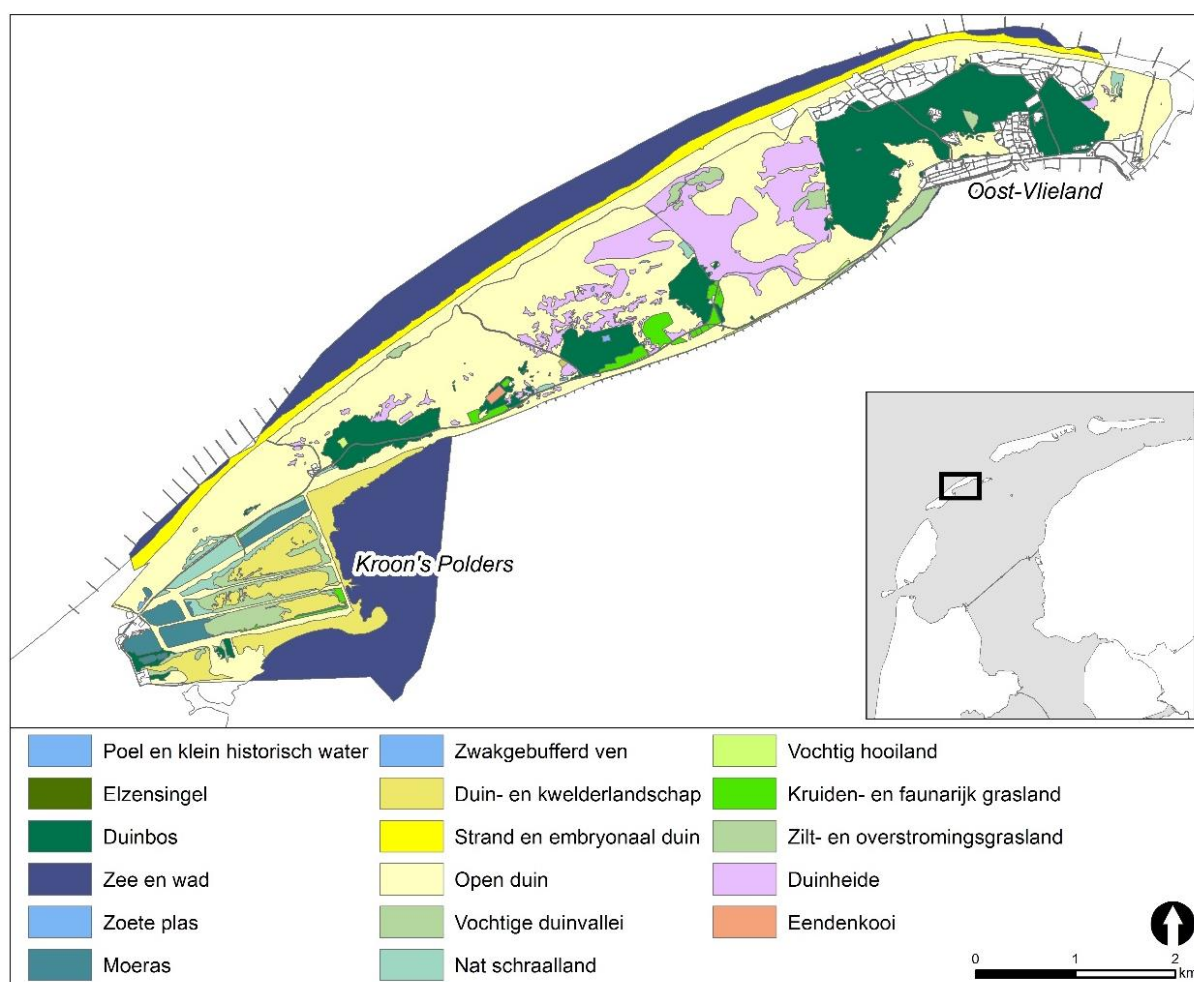 Oost-Vlieland
Kroon's Polders
Poel en klein historisch water
Elzensingel
Duinbos
Zee en wad
Zoete plas
Moeras
Zwakgebufferd ven
Duin- en kwelderlandschap
Strand en embryonaal duin
Open duin
Vochtige duinvallei
Nat schraalland
Vochtig hooiland
Kruiden- en faunarijk grasland
Zilt- en overstromingsgrasland
Duinheide
Eendenkooi
0 1 2
km